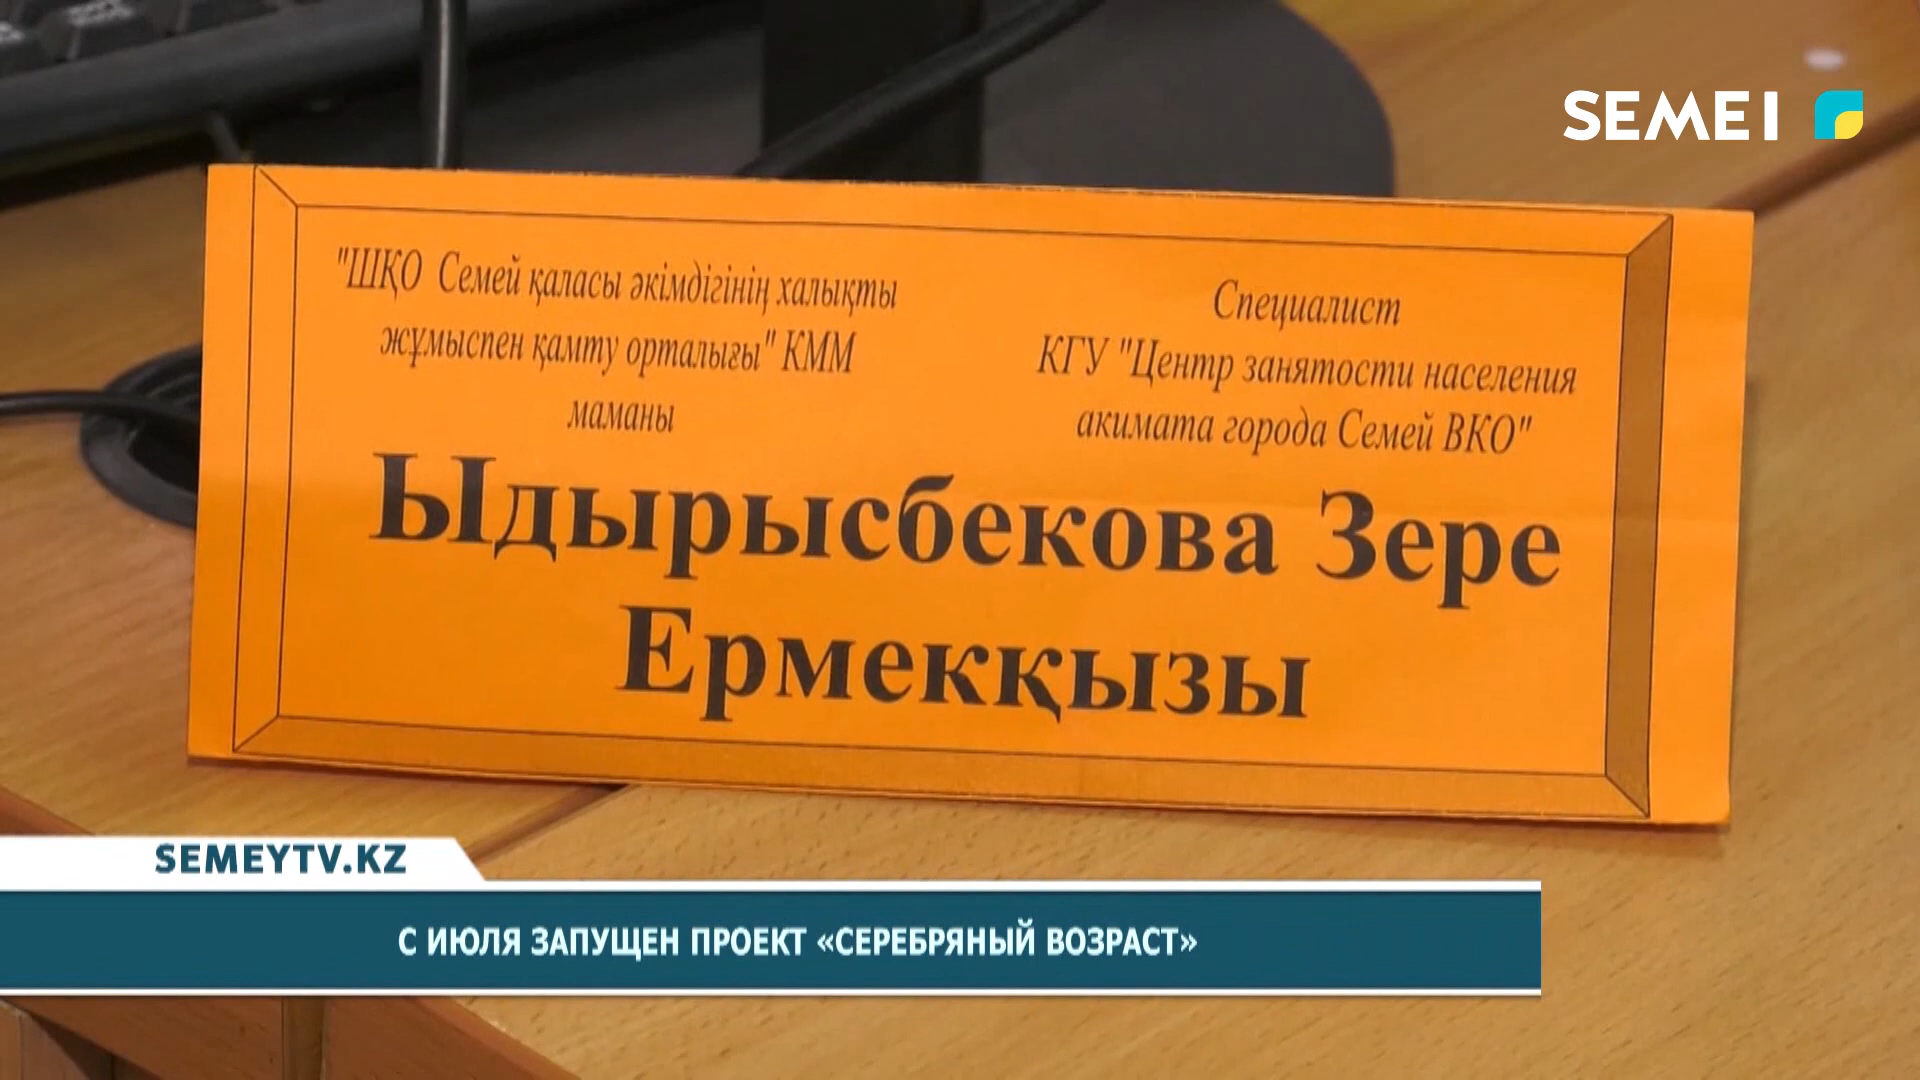 SEMEI
"ШҚО Семей қаласы әкімдігінің халықты
жұмыспен қамту орталығы" КММ
маманы
Специалист
КГУ "Центр занятости населения
акимата города Семей ВКО"
Ыдырысбекова Зере
Ермекқызы
SEMEYTV.KZ
С ИЮЛЯ ЗАПУЩЕН ПРОЕКТ «СЕРЕБРЯНЫЙ ВОЗРАСТ»